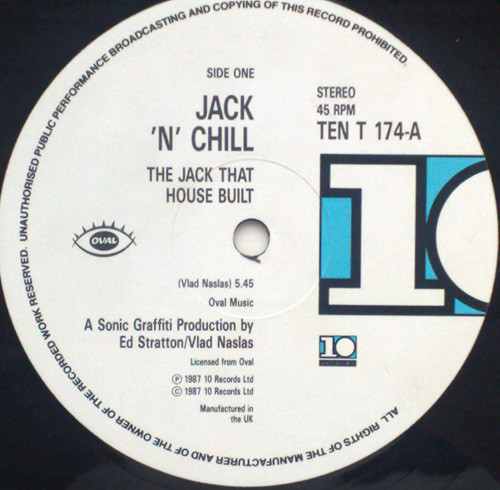 UNAUTHORISED PUBLIC PERFORMANCE BROADCASTING AND COPYING OF THIS RECORD PROHIBITED.
SIDE ONE
JACK
'N' CHILL
THE JACK THAT
HOUSE BUILT
STEREO
45 RPM
TEN T 174-A
10
OVAL
(Vlad Naslas) 5.45
Oval Music
A Sonic Graffiti Production by
Ed Stratton/Vlad Naslas
Licensed from Oval
℗ 1987 10 Records Ltd
© 1987 10 Records Ltd
Manufactured in
the UK
10
ALL RIGHTS OF THE MANUFACTURER AND OF THE OWNER OF THE RECORDED WORK RESERVED.